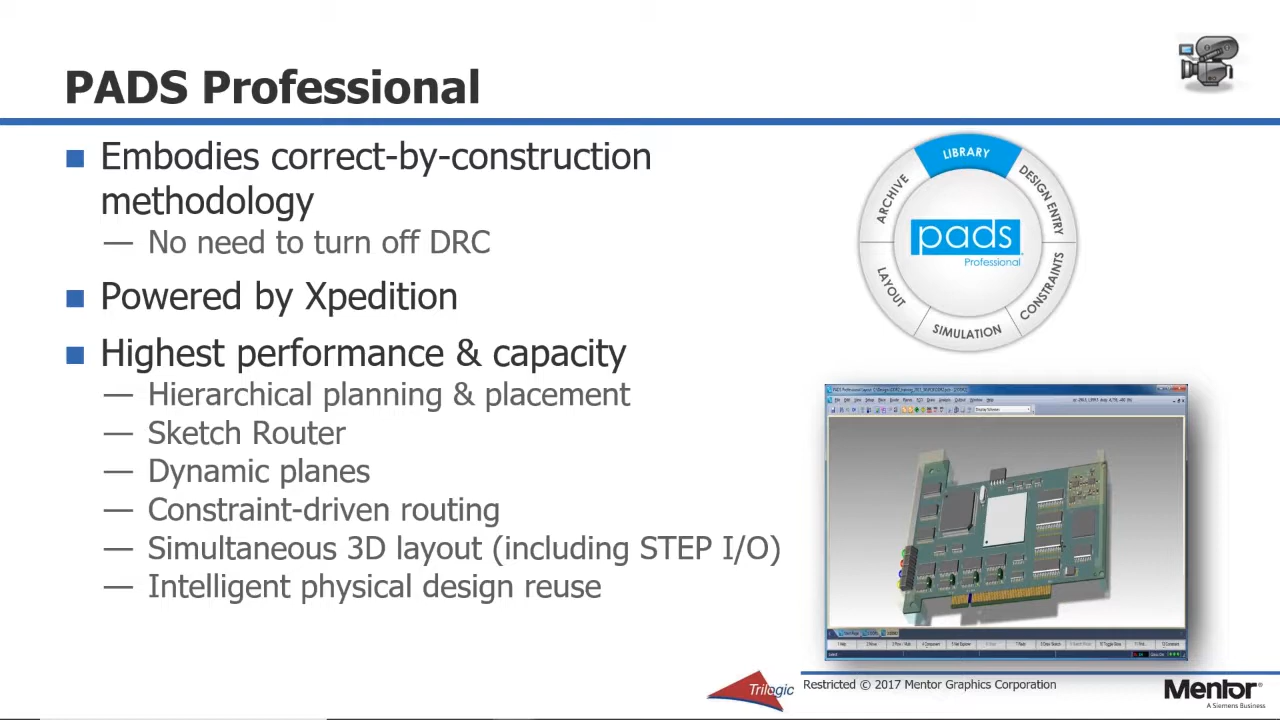 PADS Professional
Embodies correct-by-construction
methodology
— No need to turn off DRC
Powered by Xpedition
Highest performance & capacity
— Hierarchical planning & placement
— Sketch Router
— Dynamic planes
— Constraint-driven routing
— Simultaneous 3D layout (including STEP I/O)
— Intelligent physical design reuse
LIBRARY
DESIGN ENTRY
CONSTRAINTS
SIMULATION
LAYOUT
ARCHIVE
pads
Professional
Trilogic
Restricted © 2017 Mentor Graphics Corporation
Mentor®
A Siemens Business